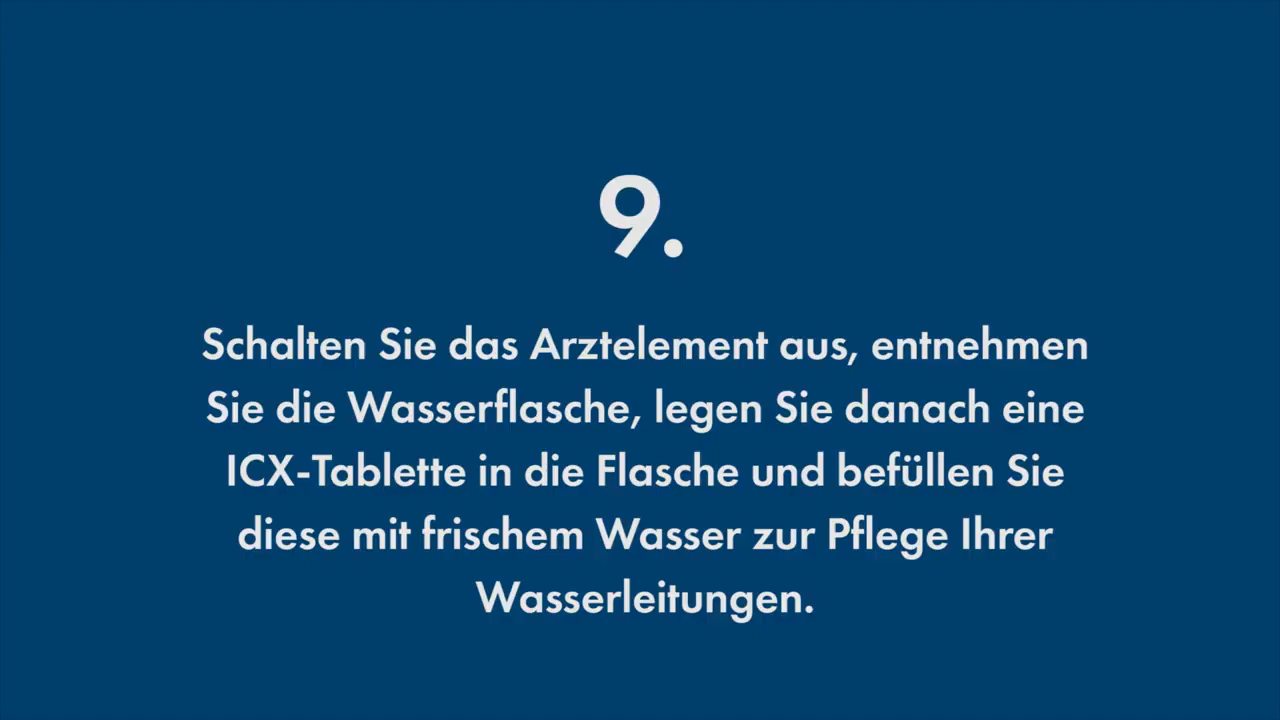 9.
Schalten Sie das Arztelement aus, entnehmen
Sie die Wasserflasche, legen Sie danach eine
ICX-Tablette in die Flasche und befüllen Sie
diese mit frischem Wasser zur Pflege Ihrer
Wasserleitungen.